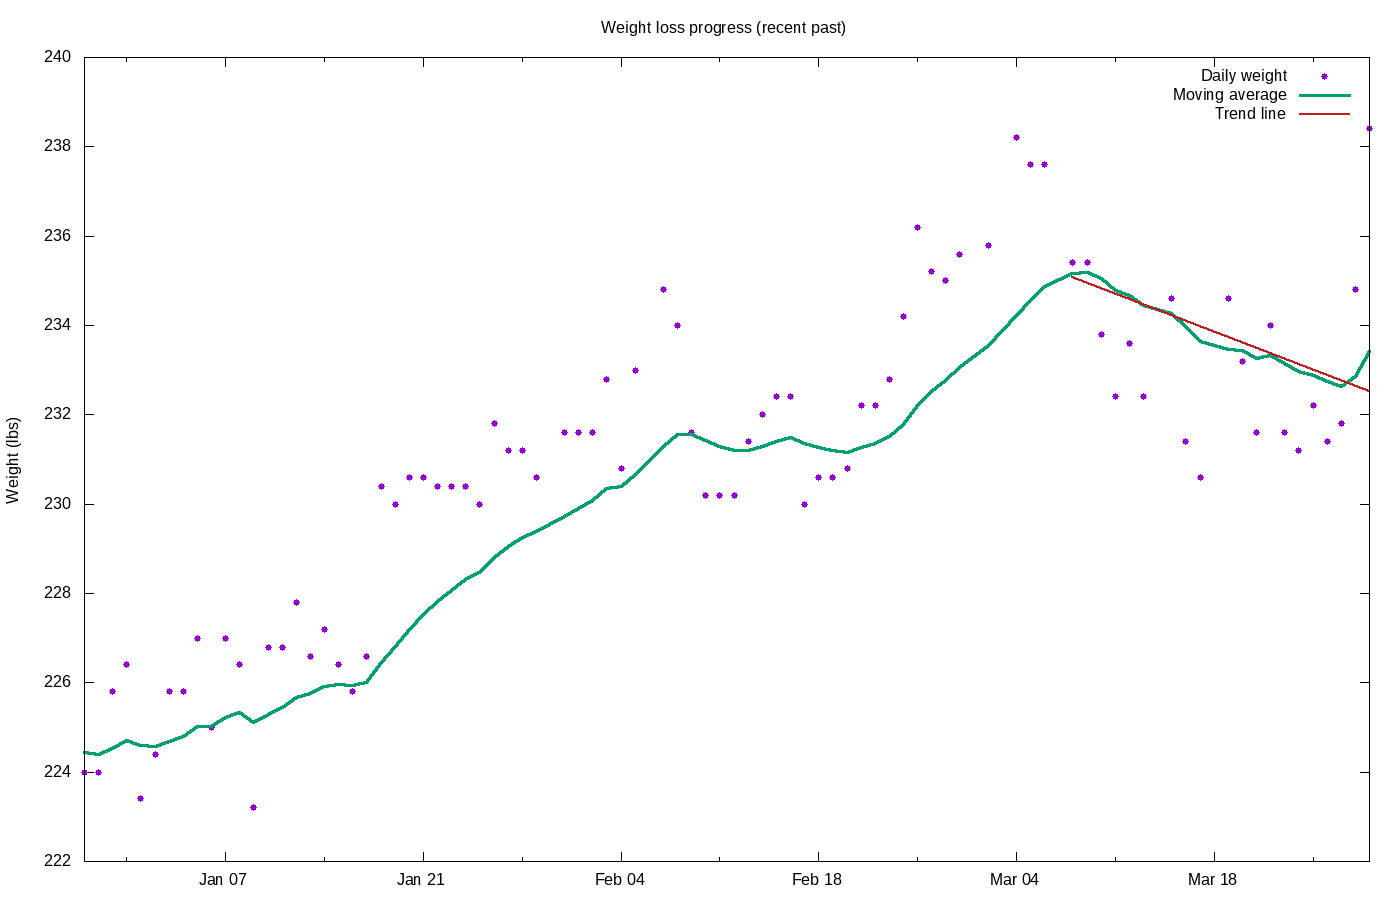 Weight loss progress (recent past)
240
238
236
234
232
230
228
226
224
222
Weight (lbs)
Daily weight
Moving average
Trend line
Jan 07
Jan 21
Feb 04
Feb 18
Mar 04
Mar 18